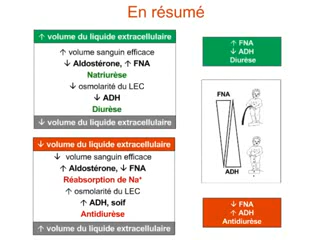 En résumé
↑ volume du liquide extracellulaire
↑ volume sanguin efficace
↓ Aldostérone, ↑ FNA
Natriurèse
↓ osmolarité du LEC
↓ ADH
Diurèse
↓ volume du liquide extracellulaire
↓ volume du liquide extracellulaire
↓ volume sanguin efficace
↑ Aldostérone, ↓ FNA
Réabsorption de Na⁺
↑ osmolarité du LEC
↑ ADH, soif
Antidiurèse
↑ volume du liquide extracellulaire
↑ FNA
↓ ADH
Diurèse
FNA
ADH
↓ FNA
↑ ADH
Antidiurèse